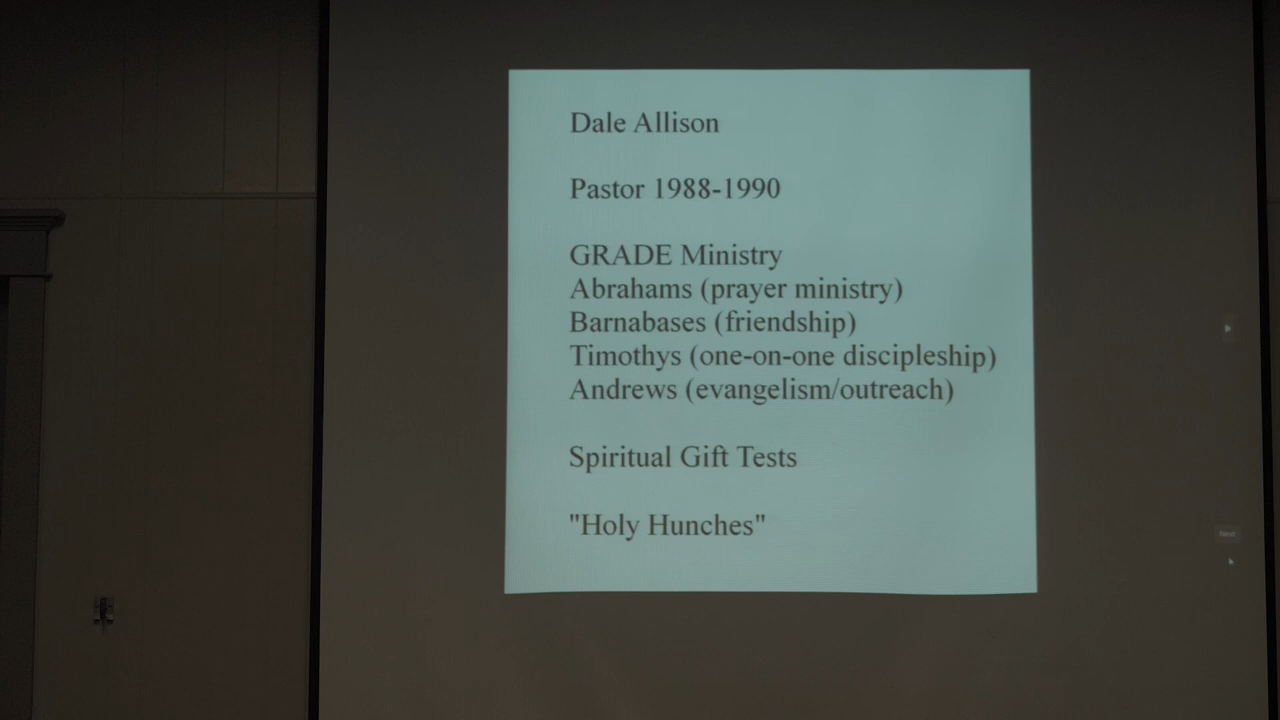 Dale Allison
Pastor 1988-1990
GRADE Ministry
Abrahams (prayer ministry)
Barnabases (friendship)
Timothys (one-on-one discipleship)
Andrews (evangelism/outreach)
Spiritual Gift Tests
"Holy Hunches"
Next